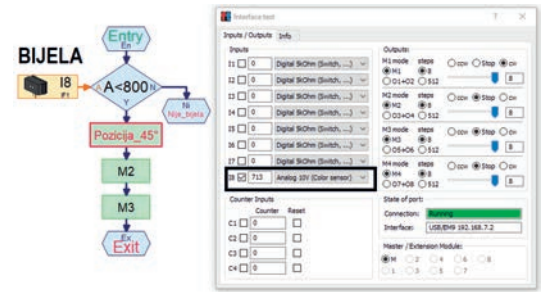 BIJELA
Entry
En
I8
IF1
A
A<800
N
Y
Ni
Nije_bijela
Pozicija_45°
M2
M3
Ex
Exit
Interface test
Inputs / Outputs Info
Inputs
I1 0 Digital 5kOhm (Switch, ...)
I2 0 Digital 5kOhm (Switch, ...)
I3 0 Digital 5kOhm (Switch, ...)
I4 0 Digital 5kOhm (Switch, ...)
I5 0 Digital 5kOhm (Switch, ...)
I6 0 Digital 5kOhm (Switch, ...)
I7 0 Digital 5kOhm (Switch, ...)
I8 713 Analog 10V (Color sensor)
Counter Inputs
Counter Reset
C1 0
C2 0
C3 0
C4 0
Outputs:
M1 mode steps ccw Stop cw
M1 8
O1+O2 512 8
M2 mode steps ccw Stop cw
M2 8
O3+O4 512 8
M3 mode steps ccw Stop cw
M3 8
O5+O6 512 8
M4 mode steps ccw Stop cw
M4 8
O7+O8 512 8
State of port:
Connection: Running
Interface: USB/EM9 192.168.7.2
Master / Extension Module:
M 2 4 6 8
1 3 5 7